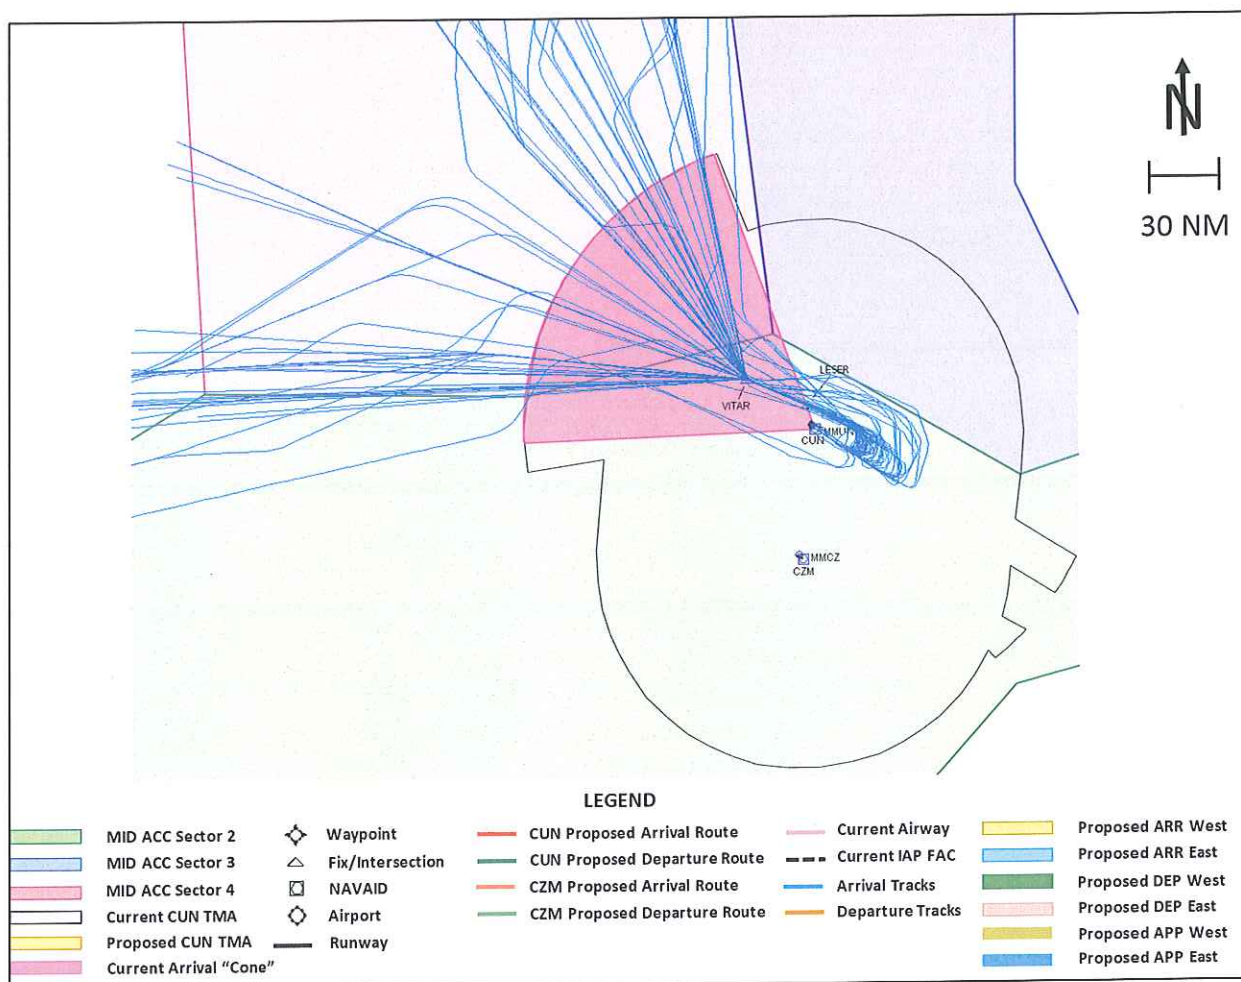 N
30 NM
LESER
VITAR
MMUN
CUN
MMCZ
CZM
LEGEND
MID ACC Sector 2
MID ACC Sector 3
MID ACC Sector 4
Current CUN TMA
Proposed CUN TMA
Current Arrival “Cone”
Waypoint
Fix/Intersection
NAVAID
Airport
Runway
CUN Proposed Arrival Route
CUN Proposed Departure Route
CZM Proposed Arrival Route
CZM Proposed Departure Route
Current Airway
Current IAP FAC
Arrival Tracks
Departure Tracks
Proposed ARR West
Proposed ARR East
Proposed DEP West
Proposed DEP East
Proposed APP West
Proposed APP East